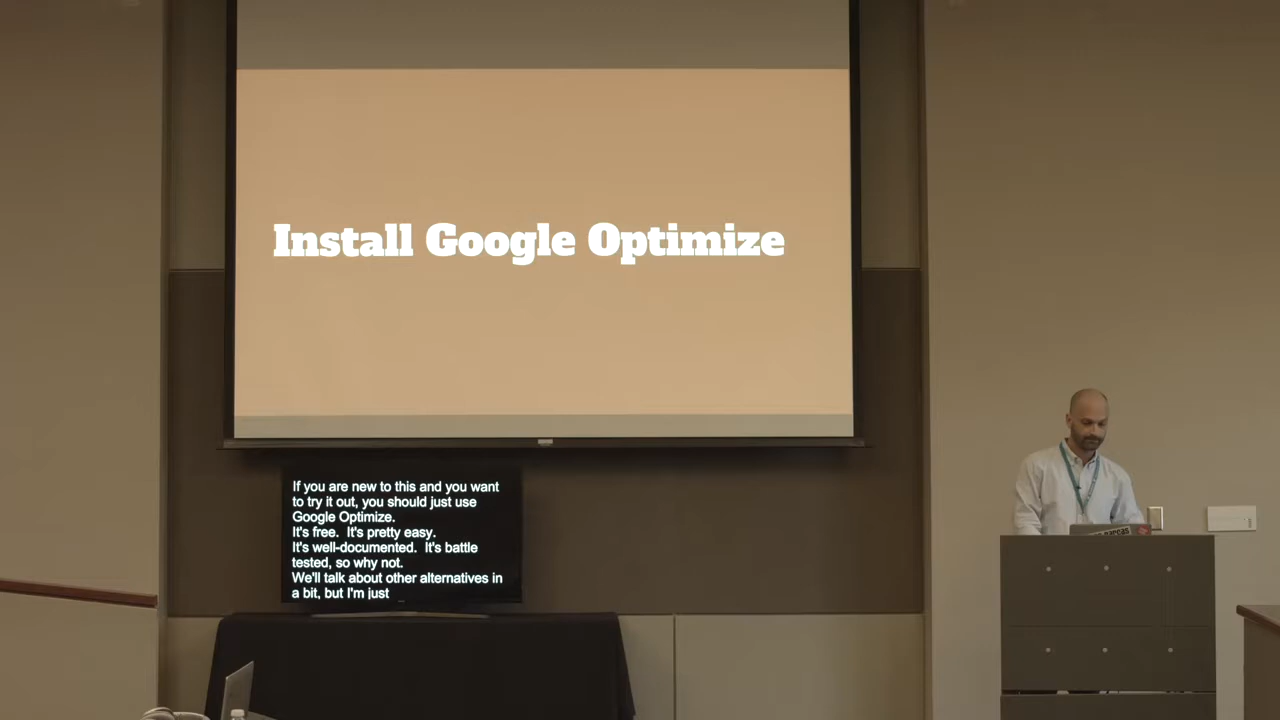 Install Google Optimize
If you are new to this and you want
to try it out, you should just use
Google Optimize.
It's free.  It's pretty easy.
It's well-documented.  It's battle
tested, so why not.
We'll talk about other alternatives in
a bit, but I'm just